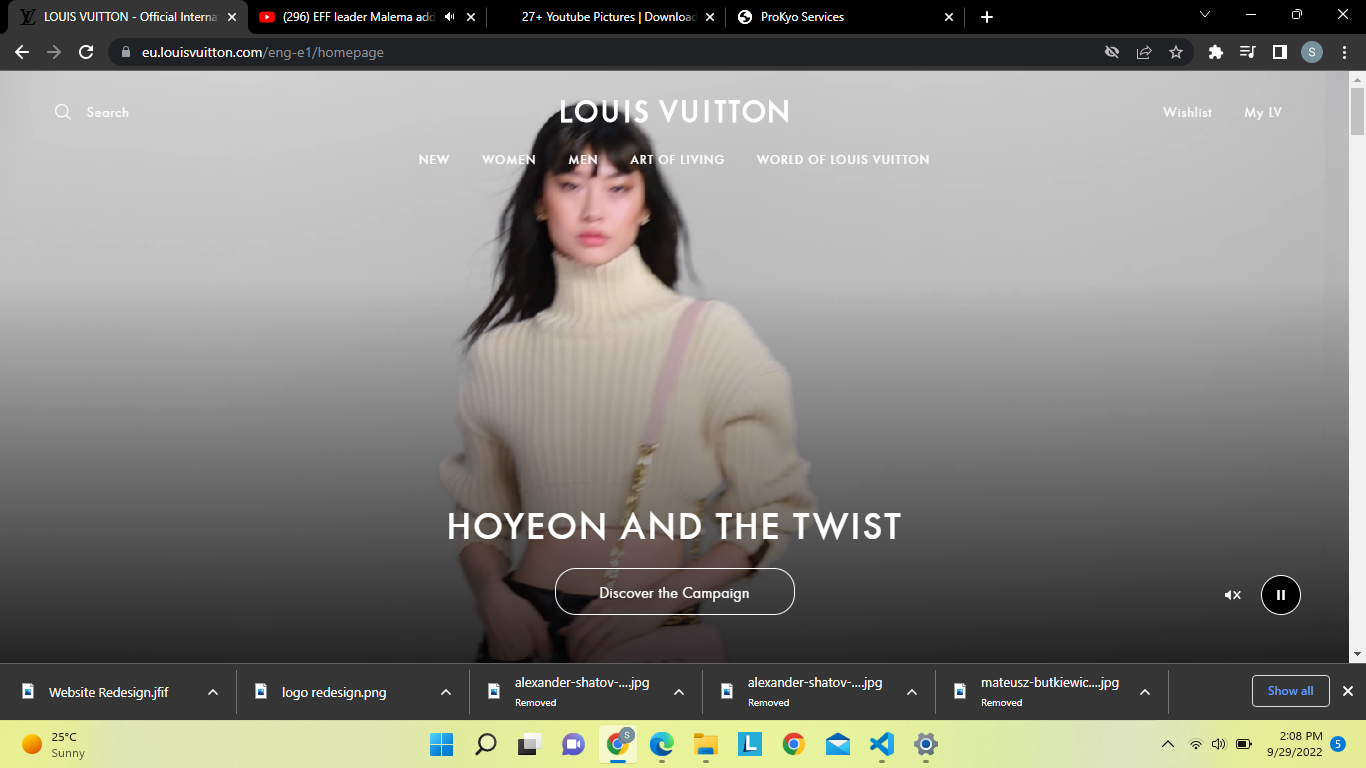 LOUIS VUITTON - Official Interna
(296) EFF leader Malema add
27+ Youtube Pictures | Download
ProKyo Services
eu.louisvuitton.com/eng-e1/homepage
S
Search
LOUIS VUITTON
Wishlist
My LV
NEW
WOMEN
MEN
ART OF LIVING
WORLD OF LOUIS VUITTON
HOYEON AND THE TWIST
Discover the Campaign
Website Redesign.jfif
logo redesign.png
alexander-shatov-....jpg
Removed
alexander-shatov-....jpg
Removed
mateusz-butkiewic....jpg
Removed
Show all
25°C
Sunny
S
L
2:08 PM
9/29/2022
5